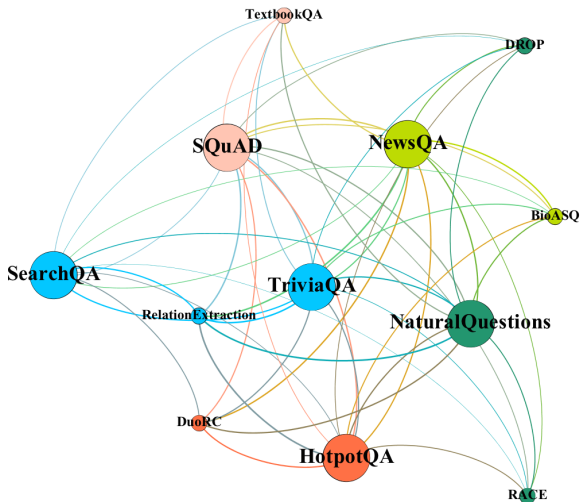 TextbookQA
DROP
SQuAD
NewsQA
BioASQ
SearchQA
TriviaQA
RelationExtraction
NaturalQuestions
DuoRC
HotpotQA
RACE